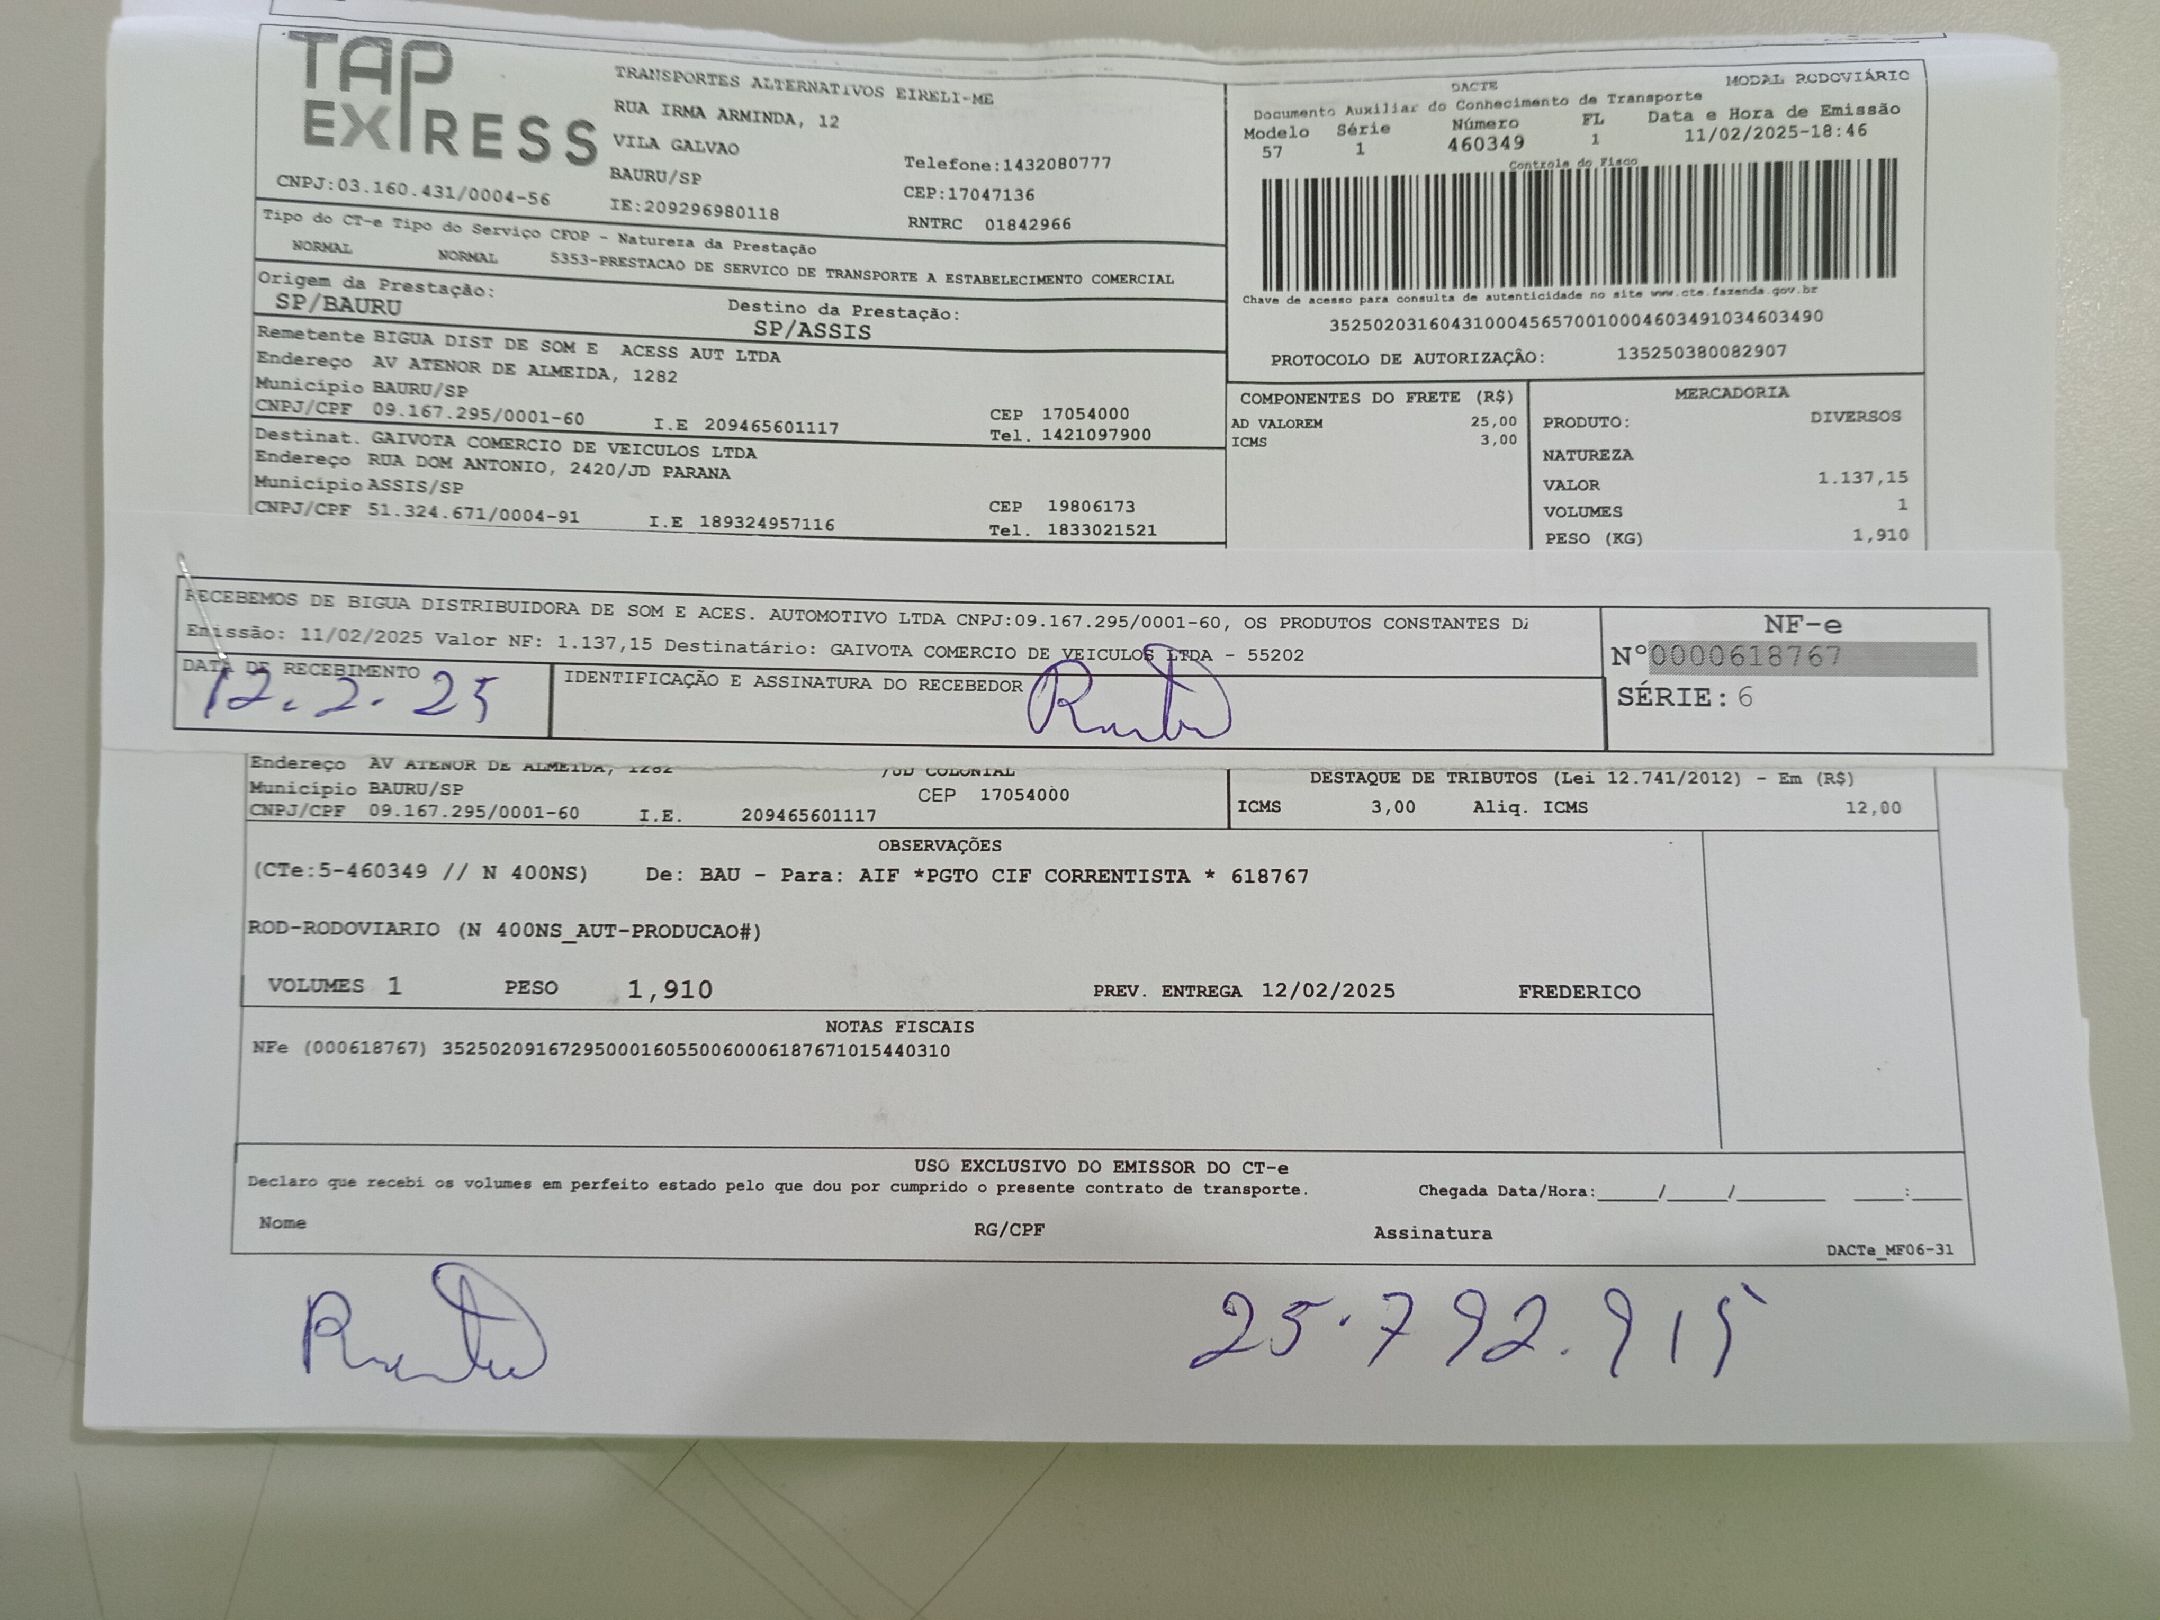 TAP
EXPRESS
TRANSPORTES ALTERNATIVOS EIRELI-ME
RUA IRMA ARMINDA, 12
VILA GALVAO
BAURU/SP
IE:209296980118
Telefone:1432080777
CEP:17047136
RNTRC 01842966
CNPJ:03.160.431/0004-56
DACTE
MODAL RODOVIÁRIO
Documento Auxiliar do Conhecimento de Transporte
Modelo Série Número FL Data e Hora de Emissão
57 1 460349 1 11/02/2025-18:46
Controle do Fisco
Chave de acesso para consulta de autenticidade no site www.cte.fazenda.gov.br
35250203160431000456570010004603491034603490
PROTOCOLO DE AUTORIZAÇÃO: 135250380082907
Tipo do CT-e Tipo do Serviço CFOP - Natureza da Prestação
NORMAL NORMAL 5353-PRESTACAO DE SERVICO DE TRANSPORTE A ESTABELECIMENTO COMERCIAL
Origem da Prestação:
SP/BAURU
Destino da Prestação:
SP/ASSIS
Remetente BIGUA DIST DE SOM E ACESS AUT LTDA
Endereço AV ATENOR DE ALMEIDA, 1282
Município BAURU/SP
CNPJ/CPF 09.167.295/0001-60 I.E 209465601117
CEP 17054000
Tel. 1421097900
Destinat. GAIVOTA COMERCIO DE VEICULOS LTDA
Endereço RUA DOM ANTONIO, 2420/JD PARANA
Município ASSIS/SP
CNPJ/CPF 51.324.671/0004-91 I.E 189324957116
CEP 19806173
Tel. 1833021521
COMPONENTES DO FRETE (R$)
AD VALOREM 25,00
ICMS 3,00
MERCADORIA
PRODUTO: DIVERSOS
NATUREZA
VALOR 1.137,15
VOLUMES 1
PESO (KG) 1,910
RECEBEMOS DE BIGUA DISTRIBUIDORA DE SOM E ACES. AUTOMOTIVO LTDA CNPJ:09.167.295/0001-60, OS PRODUTOS CONSTANTES
Emissão: 11/02/2025 Valor NF: 1.137,15 Destinatário: GAIVOTA COMERCIO DE VEICULOS LTDA - 55202
DATA DE RECEBIMENTO
12.2.25
IDENTIFICAÇÃO E ASSINATURA DO RECEBEDOR
NF-e
N°0000618767
SÉRIE: 6
Endereço AV ATENOR DE ALMEIDA, 1282 /JD COLONIAL
Município BAURU/SP CEP 17054000
CNPJ/CPF 09.167.295/0001-60 I.E. 209465601117
DESTAQUE DE TRIBUTOS (Lei 12.741/2012) - Em (R$)
ICMS 3,00 Aliq. ICMS 12,00
OBSERVAÇÕES
(CTe:5-460349 // N 400NS) De: BAU - Para: AIF *PGTO CIF CORRENTISTA * 618767
ROD-RODOVIARIO (N 400NS_AUT-PRODUCAO#)
VOLUMES 1 PESO 1,910 PREV. ENTREGA 12/02/2025 FREDERICO
NOTAS FISCAIS
NFe (000618767) 35250209167295000160550060006187671015440310
USO EXCLUSIVO DO EMISSOR DO CT-e
Declaro que recebi os volumes em perfeito estado pelo que dou por cumprido o presente contrato de transporte. Chegada Data/Hora:_____/_____/_______ ____:____
Nome RG/CPF Assinatura
DACTe_MF06-31
25.792.915